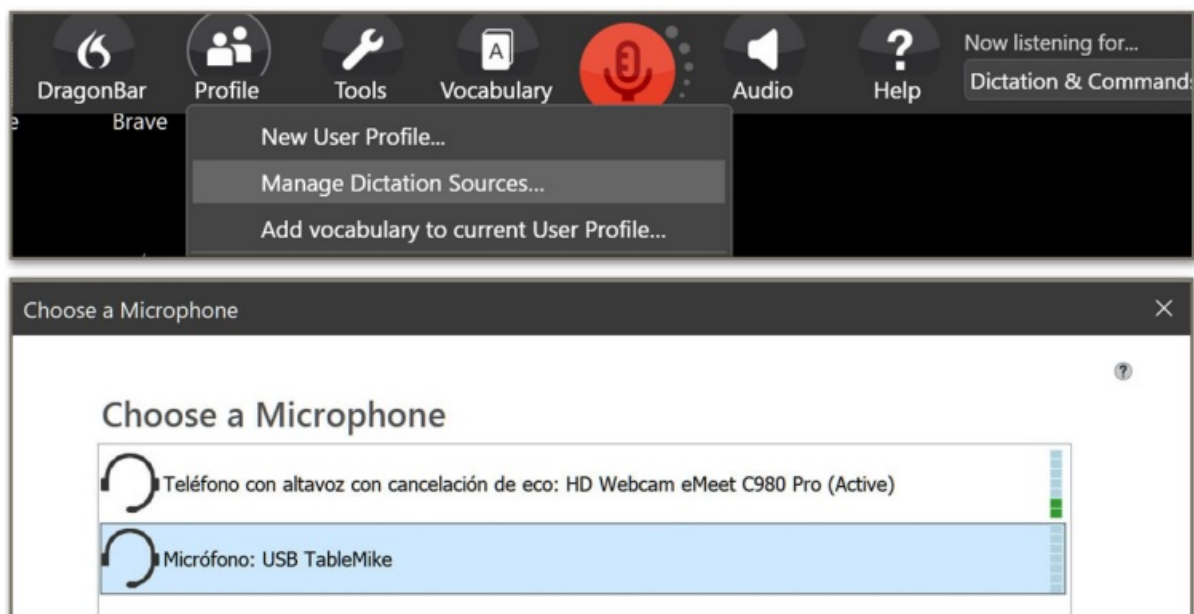 DragonBar Profile Tools Vocabulary Audio Help
Now listening for...
Dictation & Command
Brave
New User Profile...
Manage Dictation Sources...
Add vocabulary to current User Profile...
Choose a Microphone
Choose a Microphone
Teléfono con altavoz con cancelación de eco: HD Webcam eMeet C980 Pro (Active)
Micrófono: USB TableMike